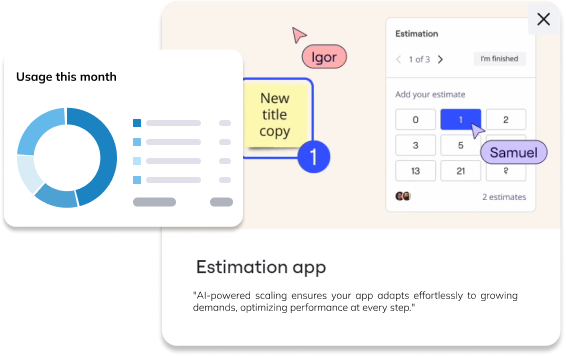 Usage this month
Igor
New
title
copy
1
Estimation
1 of 3
I'm finished
Add your estimate
0
1
2
3
5
13
21
?
Samuel
2 estimates
Estimation app
"AI-powered scaling ensures your app adapts effortlessly to growing
demands, optimizing performance at every step."